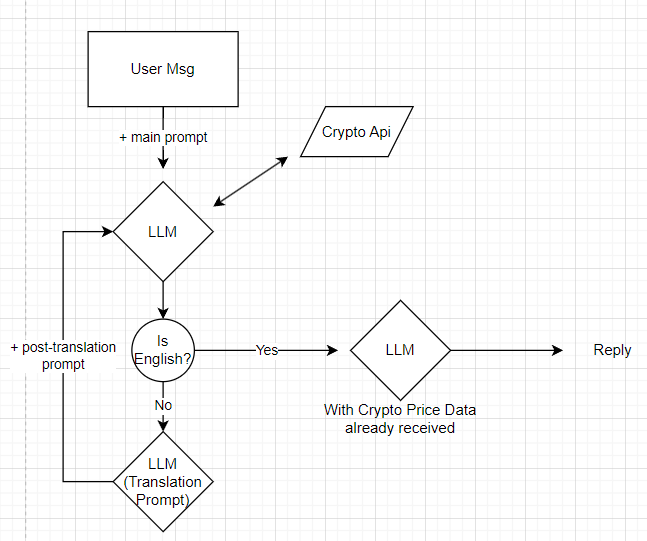 User Msg
+ main prompt
Crypto Api
LLM
Is
English?
Yes
LLM
Reply
With Crypto Price Data
already received
+ post-translation
prompt
No
LLM
(Translation
Prompt)